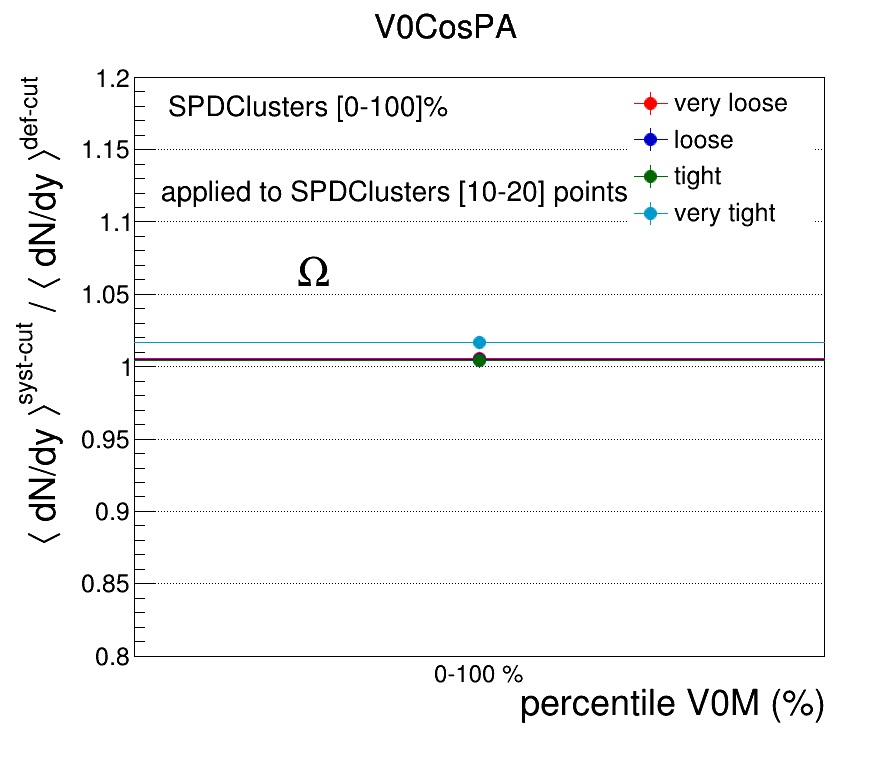 V0CosPA
⟨ dN/dy ⟩^syst-cut / ⟨ dN/dy ⟩^def-cut
1.2
1.15
1.1
1.05
1
0.95
0.9
0.85
0.8
SPDClusters [0-100]%
applied to SPDClusters [10-20] points
Ω
very loose
loose
tight
very tight
0-100 %
percentile V0M (%)